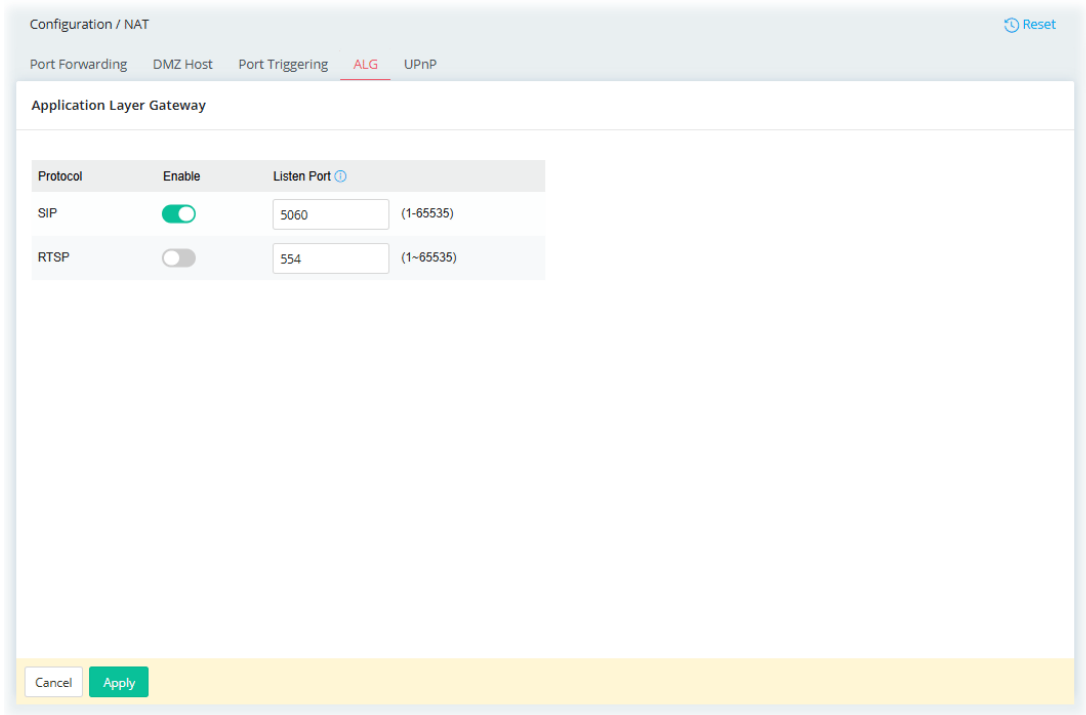 Configuration / NAT
Reset
Port Forwarding DMZ Host Port Triggering ALG UPnP
Application Layer Gateway
Protocol Enable Listen Port
SIP 5060 (1-65535)
RTSP 554 (1~65535)
Cancel Apply